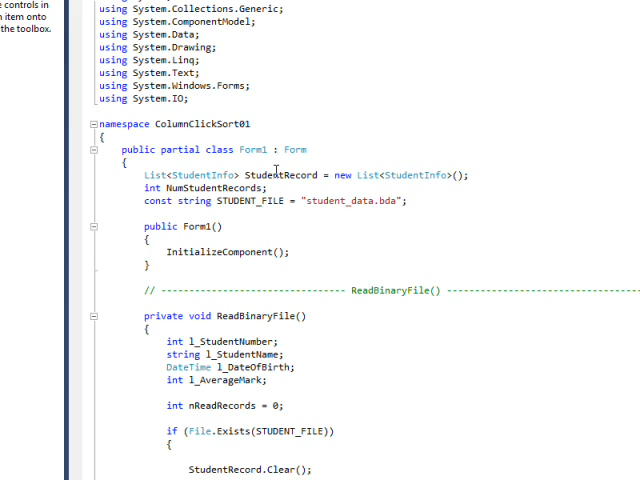 e controls in
n item onto
the toolbox.
using System.Collections.Generic;
using System.ComponentModel;
using System.Data;
using System.Drawing;
using System.Linq;
using System.Text;
using System.Windows.Forms;
using System.IO;
namespace ColumnClickSort01
{
public partial class Form1 : Form
{
List<StudentInfo> StudentRecord = new List<StudentInfo>();
int NumStudentRecords;
const string STUDENT_FILE = "student_data.bda";
public Form1()
{
InitializeComponent();
}
// -------------------------------- ReadBinaryFile() --------------------------------
private void ReadBinaryFile()
{
int l_StudentNumber;
string l_StudentName;
DateTime l_DateOfBirth;
int l_AverageMark;
int nReadRecords = 0;
if (File.Exists(STUDENT_FILE))
{
StudentRecord.Clear();